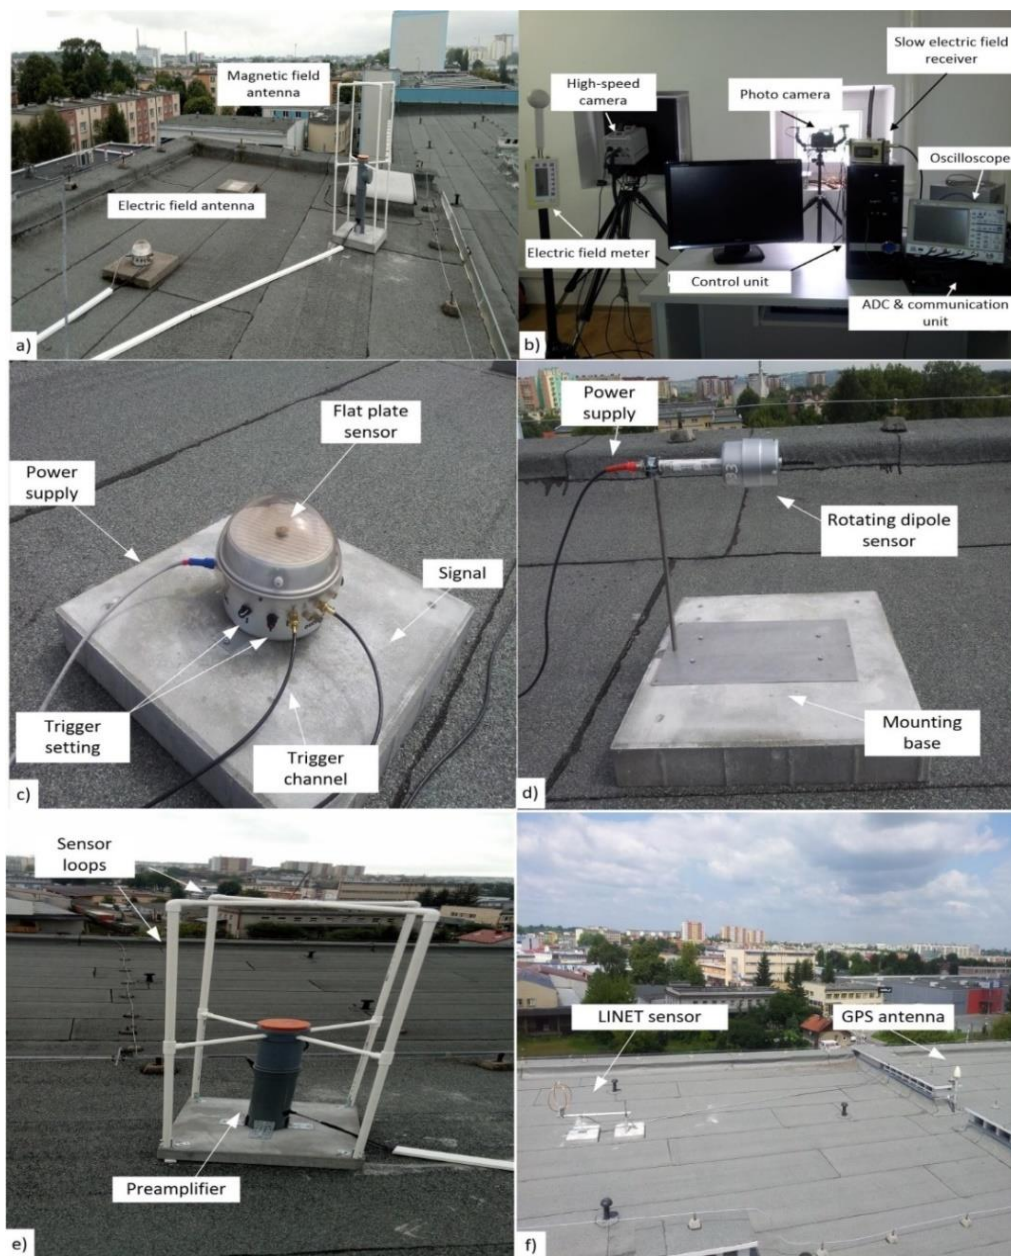 Magnetic field
antenna
Electric field antenna
a)
High-speed
camera
Photo camera
Slow electric field
receiver
Oscilloscope
Electric field meter
Control unit
ADC & communication
unit
b)
Flat plate
sensor
Power
supply
Signal
Trigger
setting
Trigger
channel
c)
Power
supply
83
Rotating dipole
sensor
Mounting
base
d)
Sensor
loops
Preamplifier
e)
LINET sensor
GPS antenna
f)